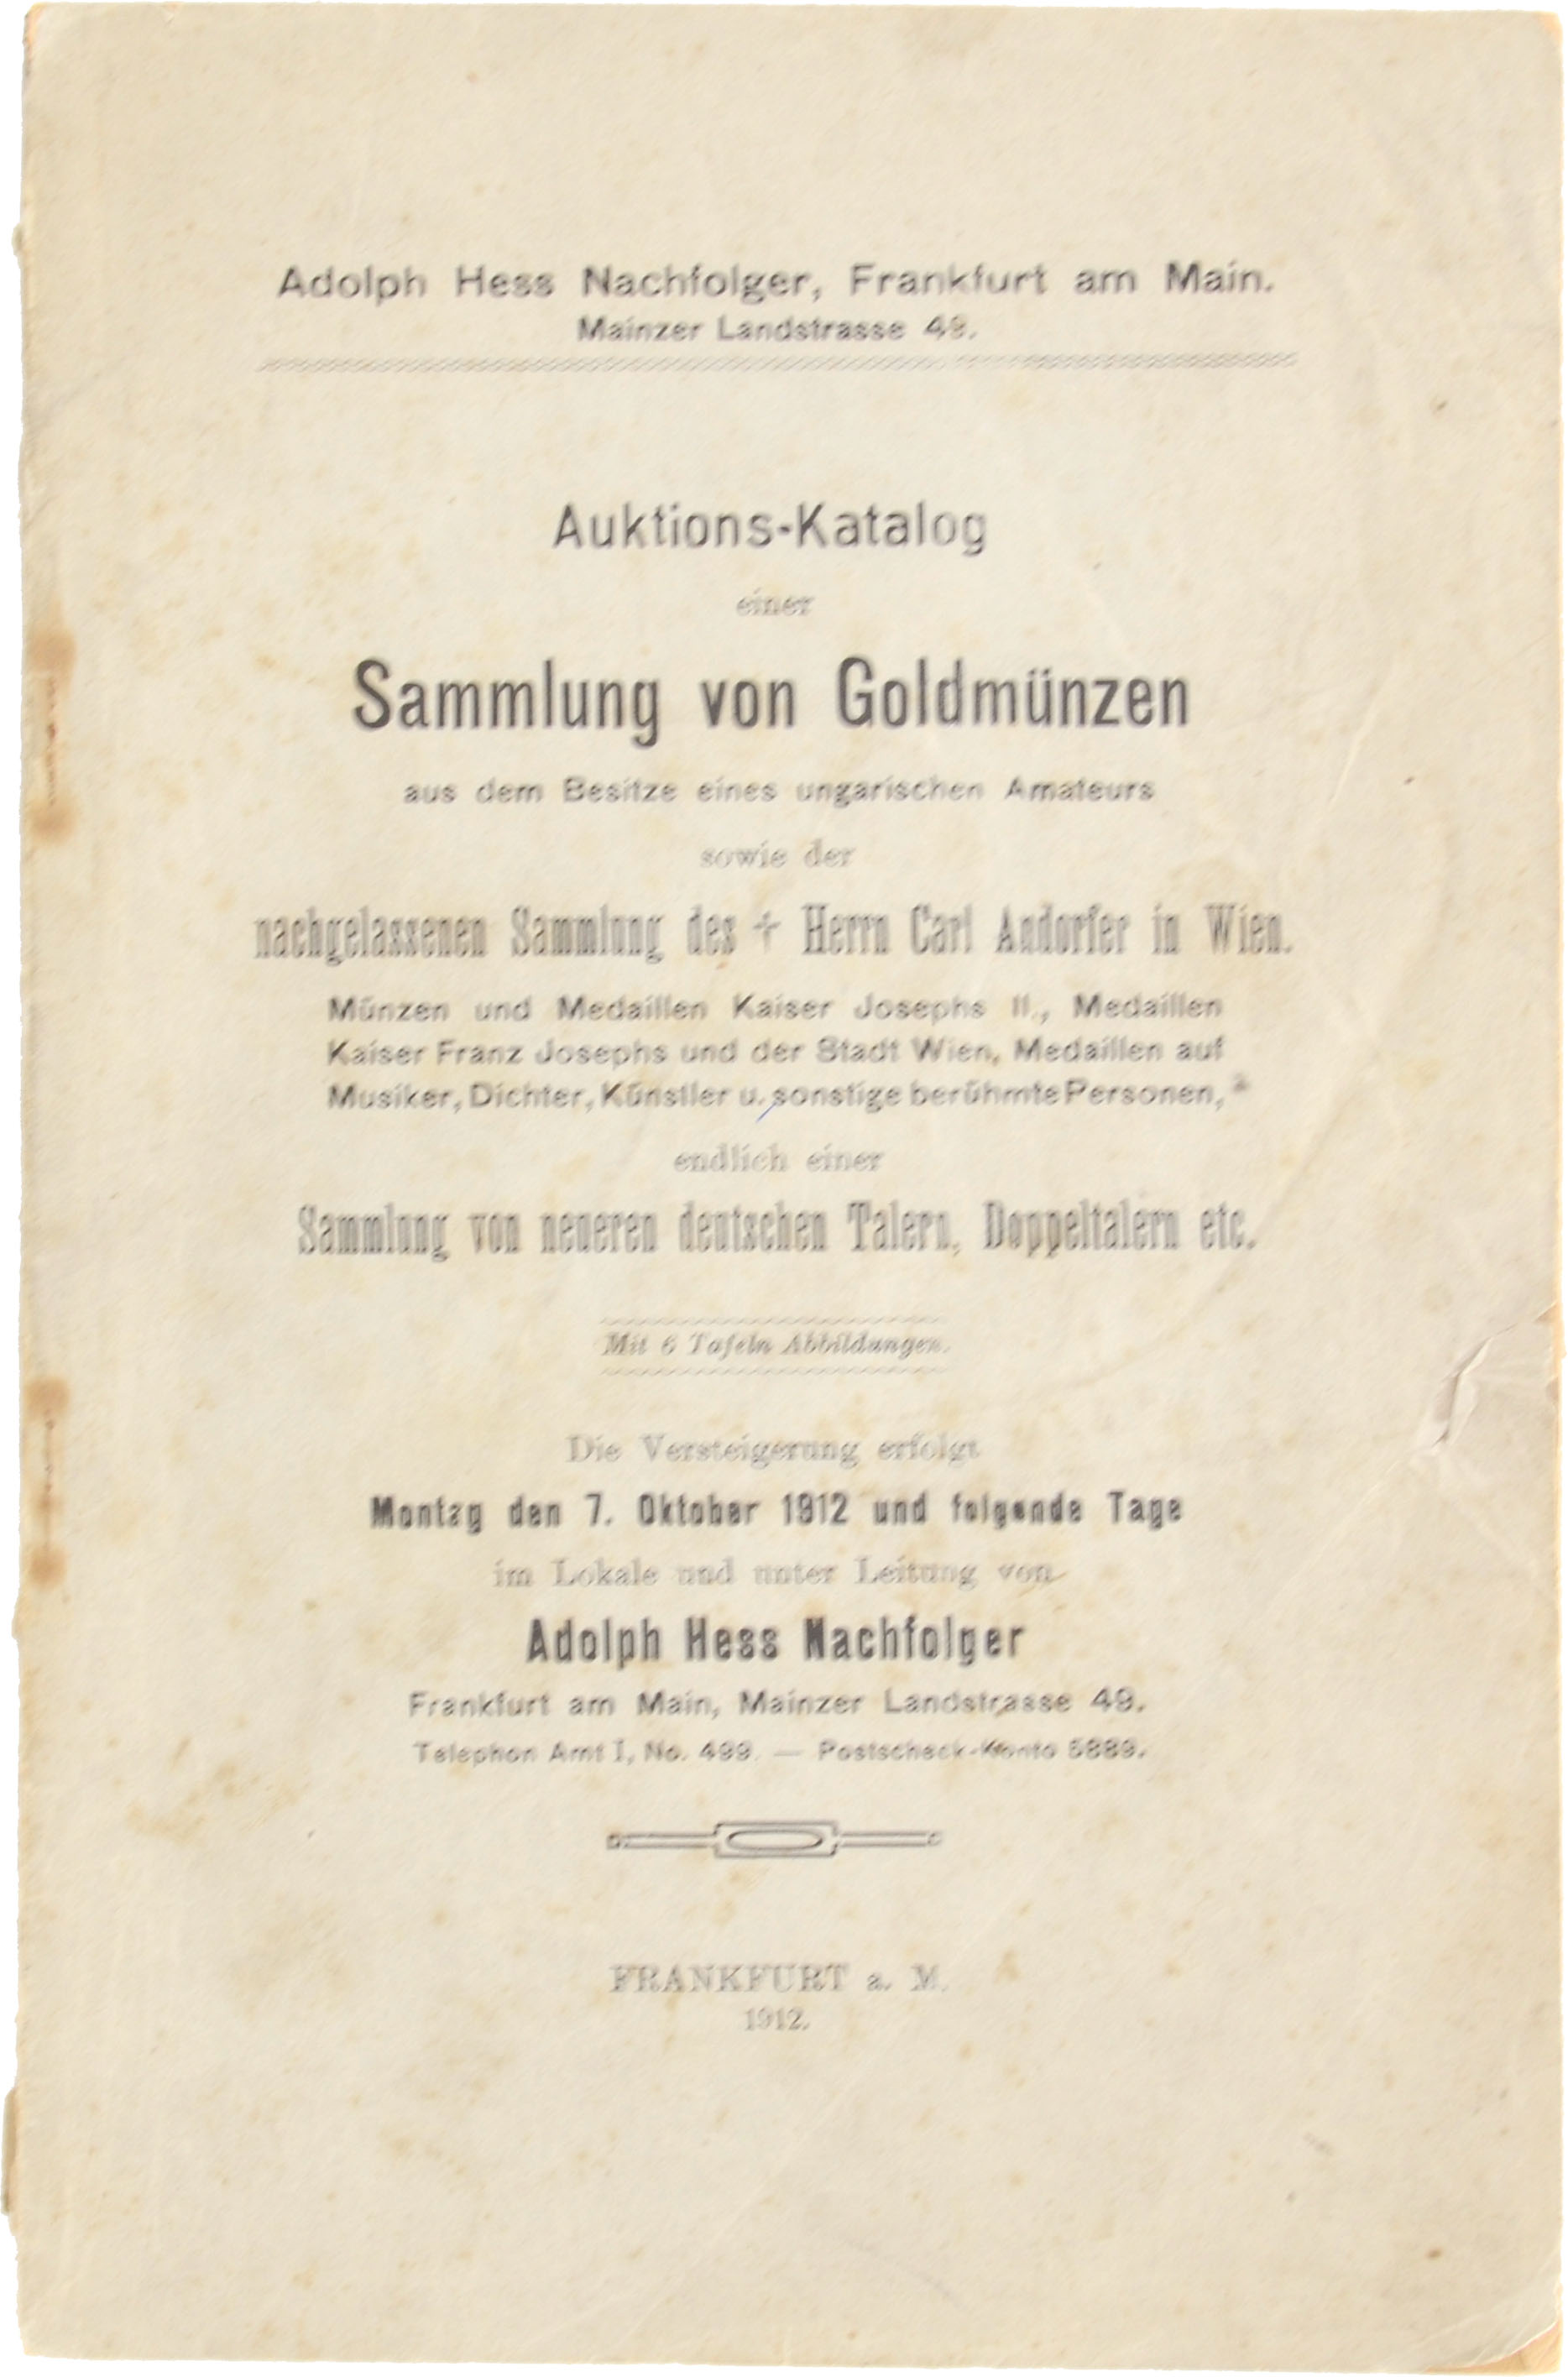 Adolph Hess Nachfolger, Frankfurt am Main.
Mainzer Landstrasse 49.
Auktions-Katalog
einer
Sammlung von Goldmünzen
aus dem Besitze eines ungarischen Amateurs
sowie der
nachgelassenen Sammlung des † Herrn Carl Andorfer in Wien.
Münzen und Medaillen Kaiser Josephs II., Medaillen
Kaiser Franz Josephs und der Stadt Wien, Medaillen auf
Musiker, Dichter, Künstler u. sonstige berühmte Personen,
endlich einer
Sammlung von neueren deutschen Talern, Doppeltalern etc.
Mit 6 Tafeln Abbildungen.
Die Versteigerung erfolgt
Montag den 7. Oktober 1912 und folgende Tage
im Lokale und unter Leitung von
Adolph Hess Nachfolger
Frankfurt am Main, Mainzer Landstrasse 49.
Telephon Amt I, No. 499. — Postscheck-Konto 5889.
FRANKFURT a. M.
1912.